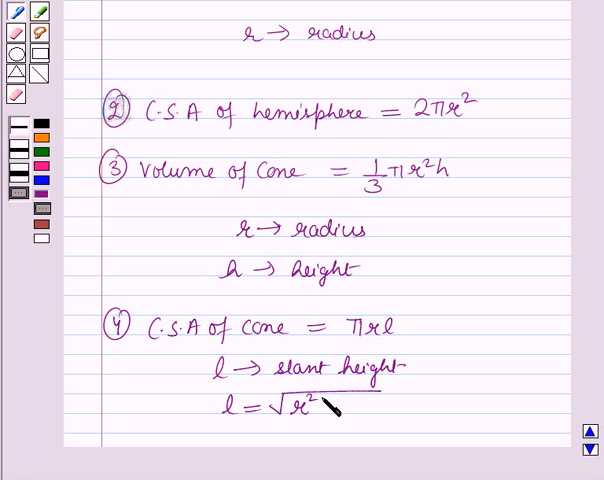 r → radius
② C.S.A of hemisphere = 2πr²
③ Volume of Cone = 1/3 πr²h
r → radius
h → height
④ C.S.A of Cone = πrl
l → slant height
l = √r²